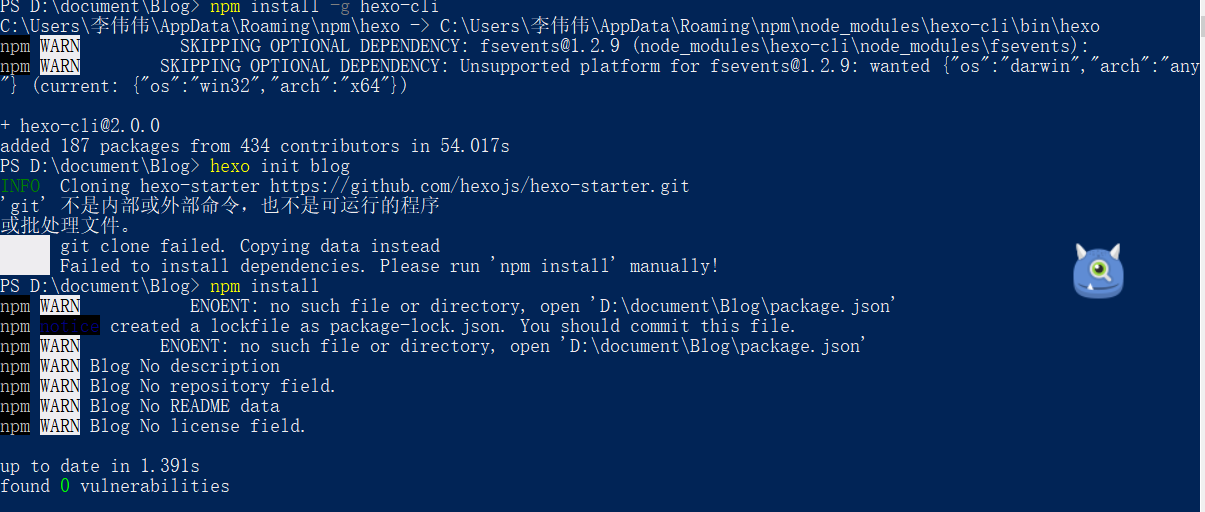 PS D:\document\Blog> npm install -g hexo-cli
C:\Users\李伟伟\AppData\Roaming\npm\hexo -> C:\Users\李伟伟\AppData\Roaming\npm\node_modules\hexo-cli\bin\hexo
npm WARN SKIPPING OPTIONAL DEPENDENCY: fsevents@1.2.9 (node_modules\hexo-cli\node_modules\fsevents):
npm WARN SKIPPING OPTIONAL DEPENDENCY: Unsupported platform for fsevents@1.2.9: wanted {"os":"darwin","arch":"any
"} (current: {"os":"win32","arch":"x64"})
+ hexo-cli@2.0.0
added 187 packages from 434 contributors in 54.017s
PS D:\document\Blog> hexo init blog
INFO Cloning hexo-starter https://github.com/hexojs/hexo-starter.git
'git' 不是内部或外部命令，也不是可运行的程序
或批处理文件。
git clone failed. Copying data instead
Failed to install dependencies. Please run 'npm install' manually!
PS D:\document\Blog> npm install
npm WARN ENOENT: no such file or directory, open 'D:\document\Blog\package.json'
npm notice created a lockfile as package-lock.json. You should commit this file.
npm WARN ENOENT: no such file or directory, open 'D:\document\Blog\package.json'
npm WARN Blog No description
npm WARN Blog No repository field.
npm WARN Blog No README data
npm WARN Blog No license field.
up to date in 1.391s
found 0 vulnerabilities